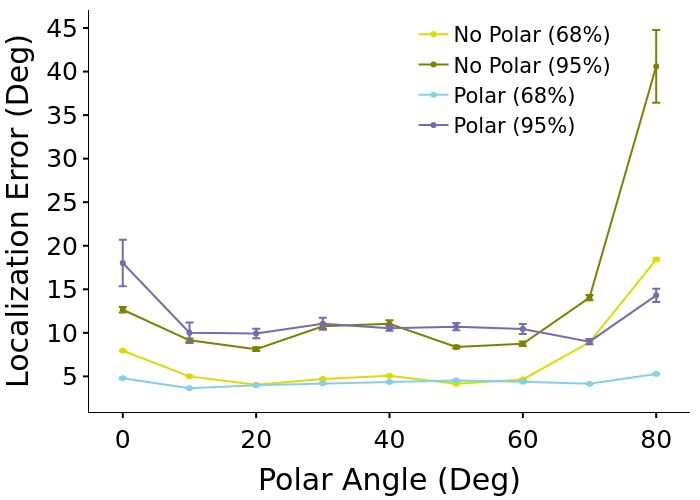 45
40
35
30
25
20
15
10
5
Localization Error (Deg)
No Polar (68%)
No Polar (95%)
Polar (68%)
Polar (95%)
0 20 40 60 80
Polar Angle (Deg)